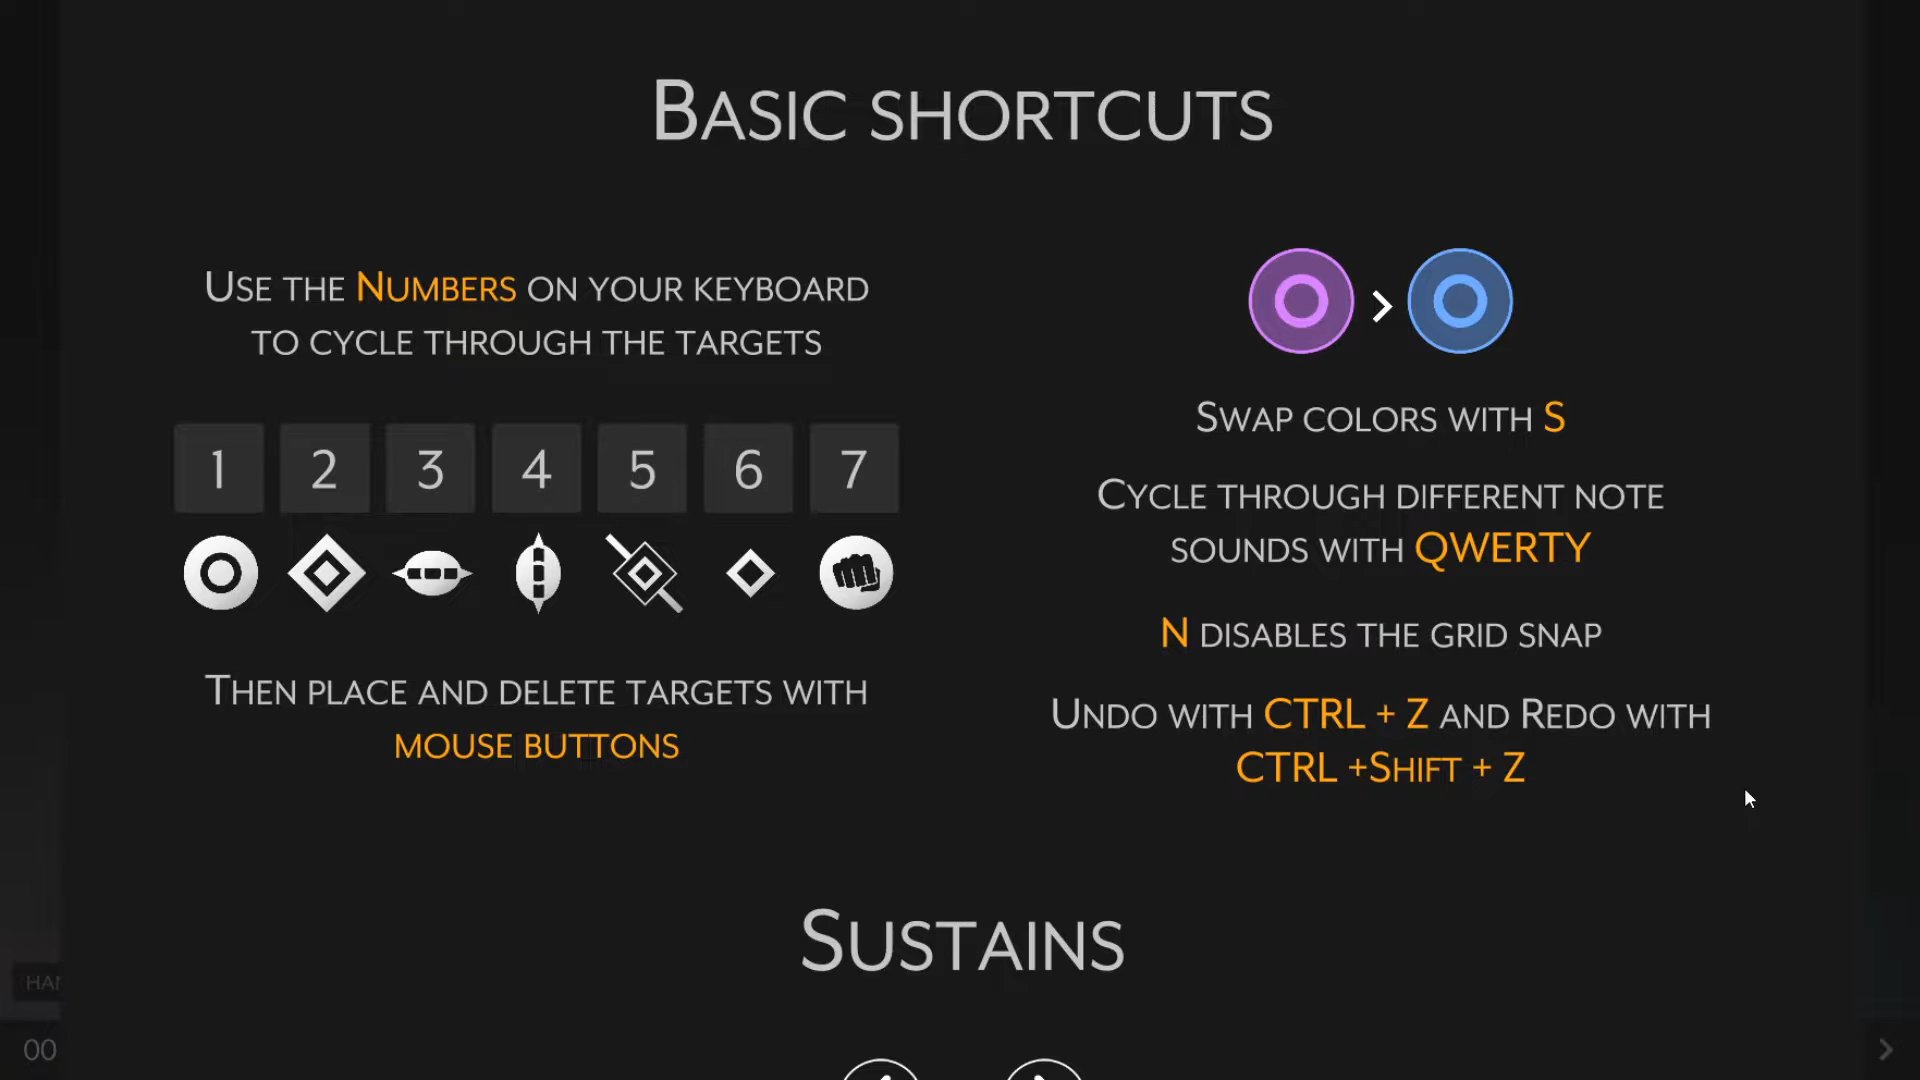 Basic shortcuts
Use the Numbers on your keyboard
to cycle through the targets
1 2 3 4 5 6 7
Then place and delete targets with
mouse buttons
Swap colors with S
Cycle through different note
sounds with QWERTY
N disables the grid snap
Undo with CTRL + Z and Redo with
CTRL +Shift + Z
Sustains
00